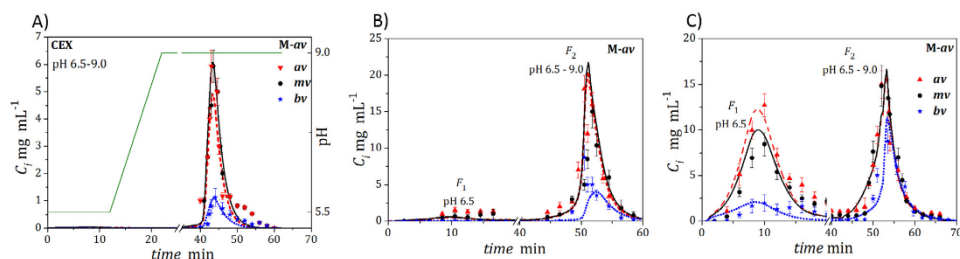 A)
CEX
pH 6.5-9.0
M-av
av
mv
bv
C_i mg mL^-1
7
6
5
4
3
2
1
0
0 10 20 40 50 60 70
time min
9.0
pH
5.5
B)
M-av
F_2
pH 6.5 - 9.0
av
mv
bv
F_1
pH 6.5
C_i mg mL^-1
25
20
15
10
5
0
0 10 20 30 40 50 60
time min
C)
M-av
F_2
pH 6.5 - 9.0
av
mv
bv
F_1
pH 6.5
C_i mg mL^-1
20
15
10
5
0
0 10 40 50 60 70
time min